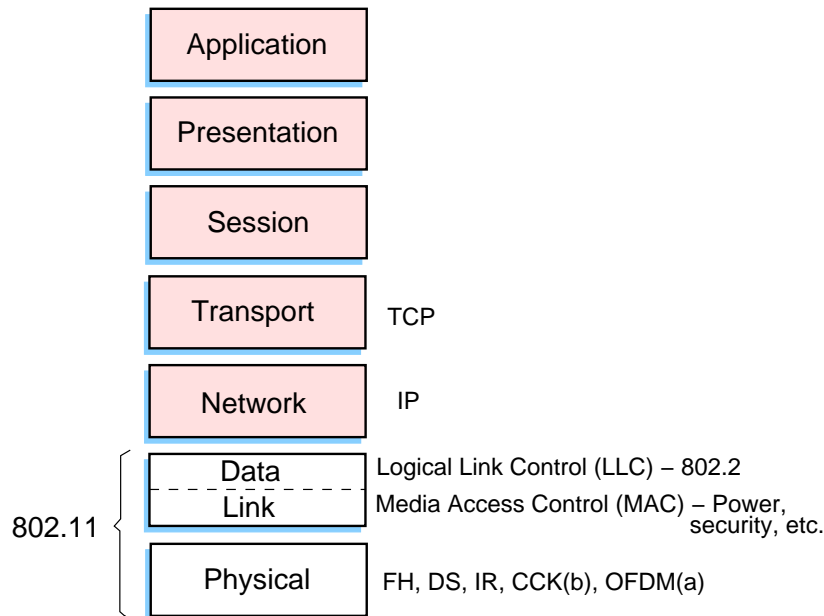 Application
Presentation
Session
Transport
TCP
Network
IP
Data
Logical Link Control (LLC) – 802.2
Link
Media Access Control (MAC) – Power,
security, etc.
802.11
Physical
FH, DS, IR, CCK(b), OFDM(a)